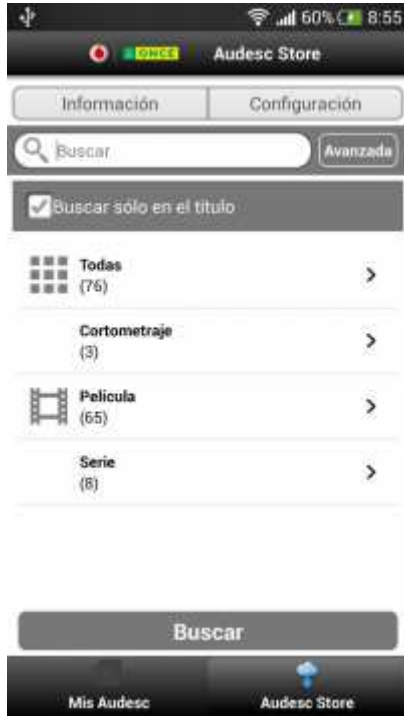 60% 8:55
ONCE Audesc Store
Información Configuración
Buscar Avanzada
Buscar sólo en el título
Todas
(76)
Cortometraje
(3)
Película
(65)
Serie
(8)
Buscar
Mis Audesc Audesc Store